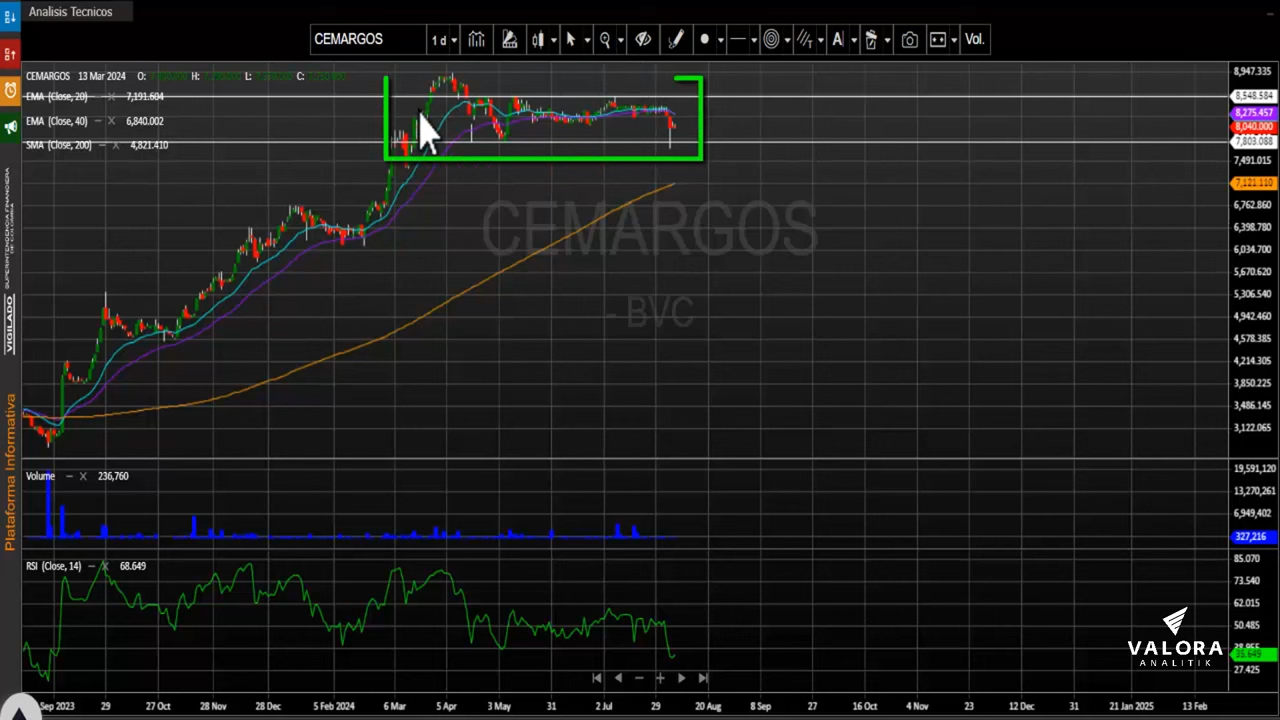 Analisis Tecnicos
CEMARGOS 1 d A Vol.
CEMARGOS 13 Mar 2024 O: H: L: C:
EMA (Close, 20) – X 7,191.604
EMA (Close, 40) – X 6,840.002
SMA (Close, 200) – X 4,821.410
8,947.335
8,548.584
8,275.457
8,040.000
7,803.088
7,491.015
7,121.110
6,762.860
6,398.780
6,034.700
5,670.620
5,306.540
4,942.460
4,578.385
4,214.305
3,850.225
3,486.145
3,122.065
CEMARGOS
- BVC
VIGILADO
SUPERINTENDENCIA FINANCIERA
DE COLOMBIA
Plataforma Informativa
Volume – X 236,760
19,591,120
13,270,261
6,949,402
327,216
RSI (Close, 14) – X 68.649
85.070
73.540
62.015
50.485
35.649
27.425
VALORA
ANALITIK
Sep 2023 29 27 Oct 28 Nov 28 Dec 5 Feb 2024 6 Mar 5 Apr 3 May 31 2 Jul 29 20 Aug 8 Sep 27 16 Oct 4 Nov 23 12 Dec 31 21 Jan 2025 13 Feb